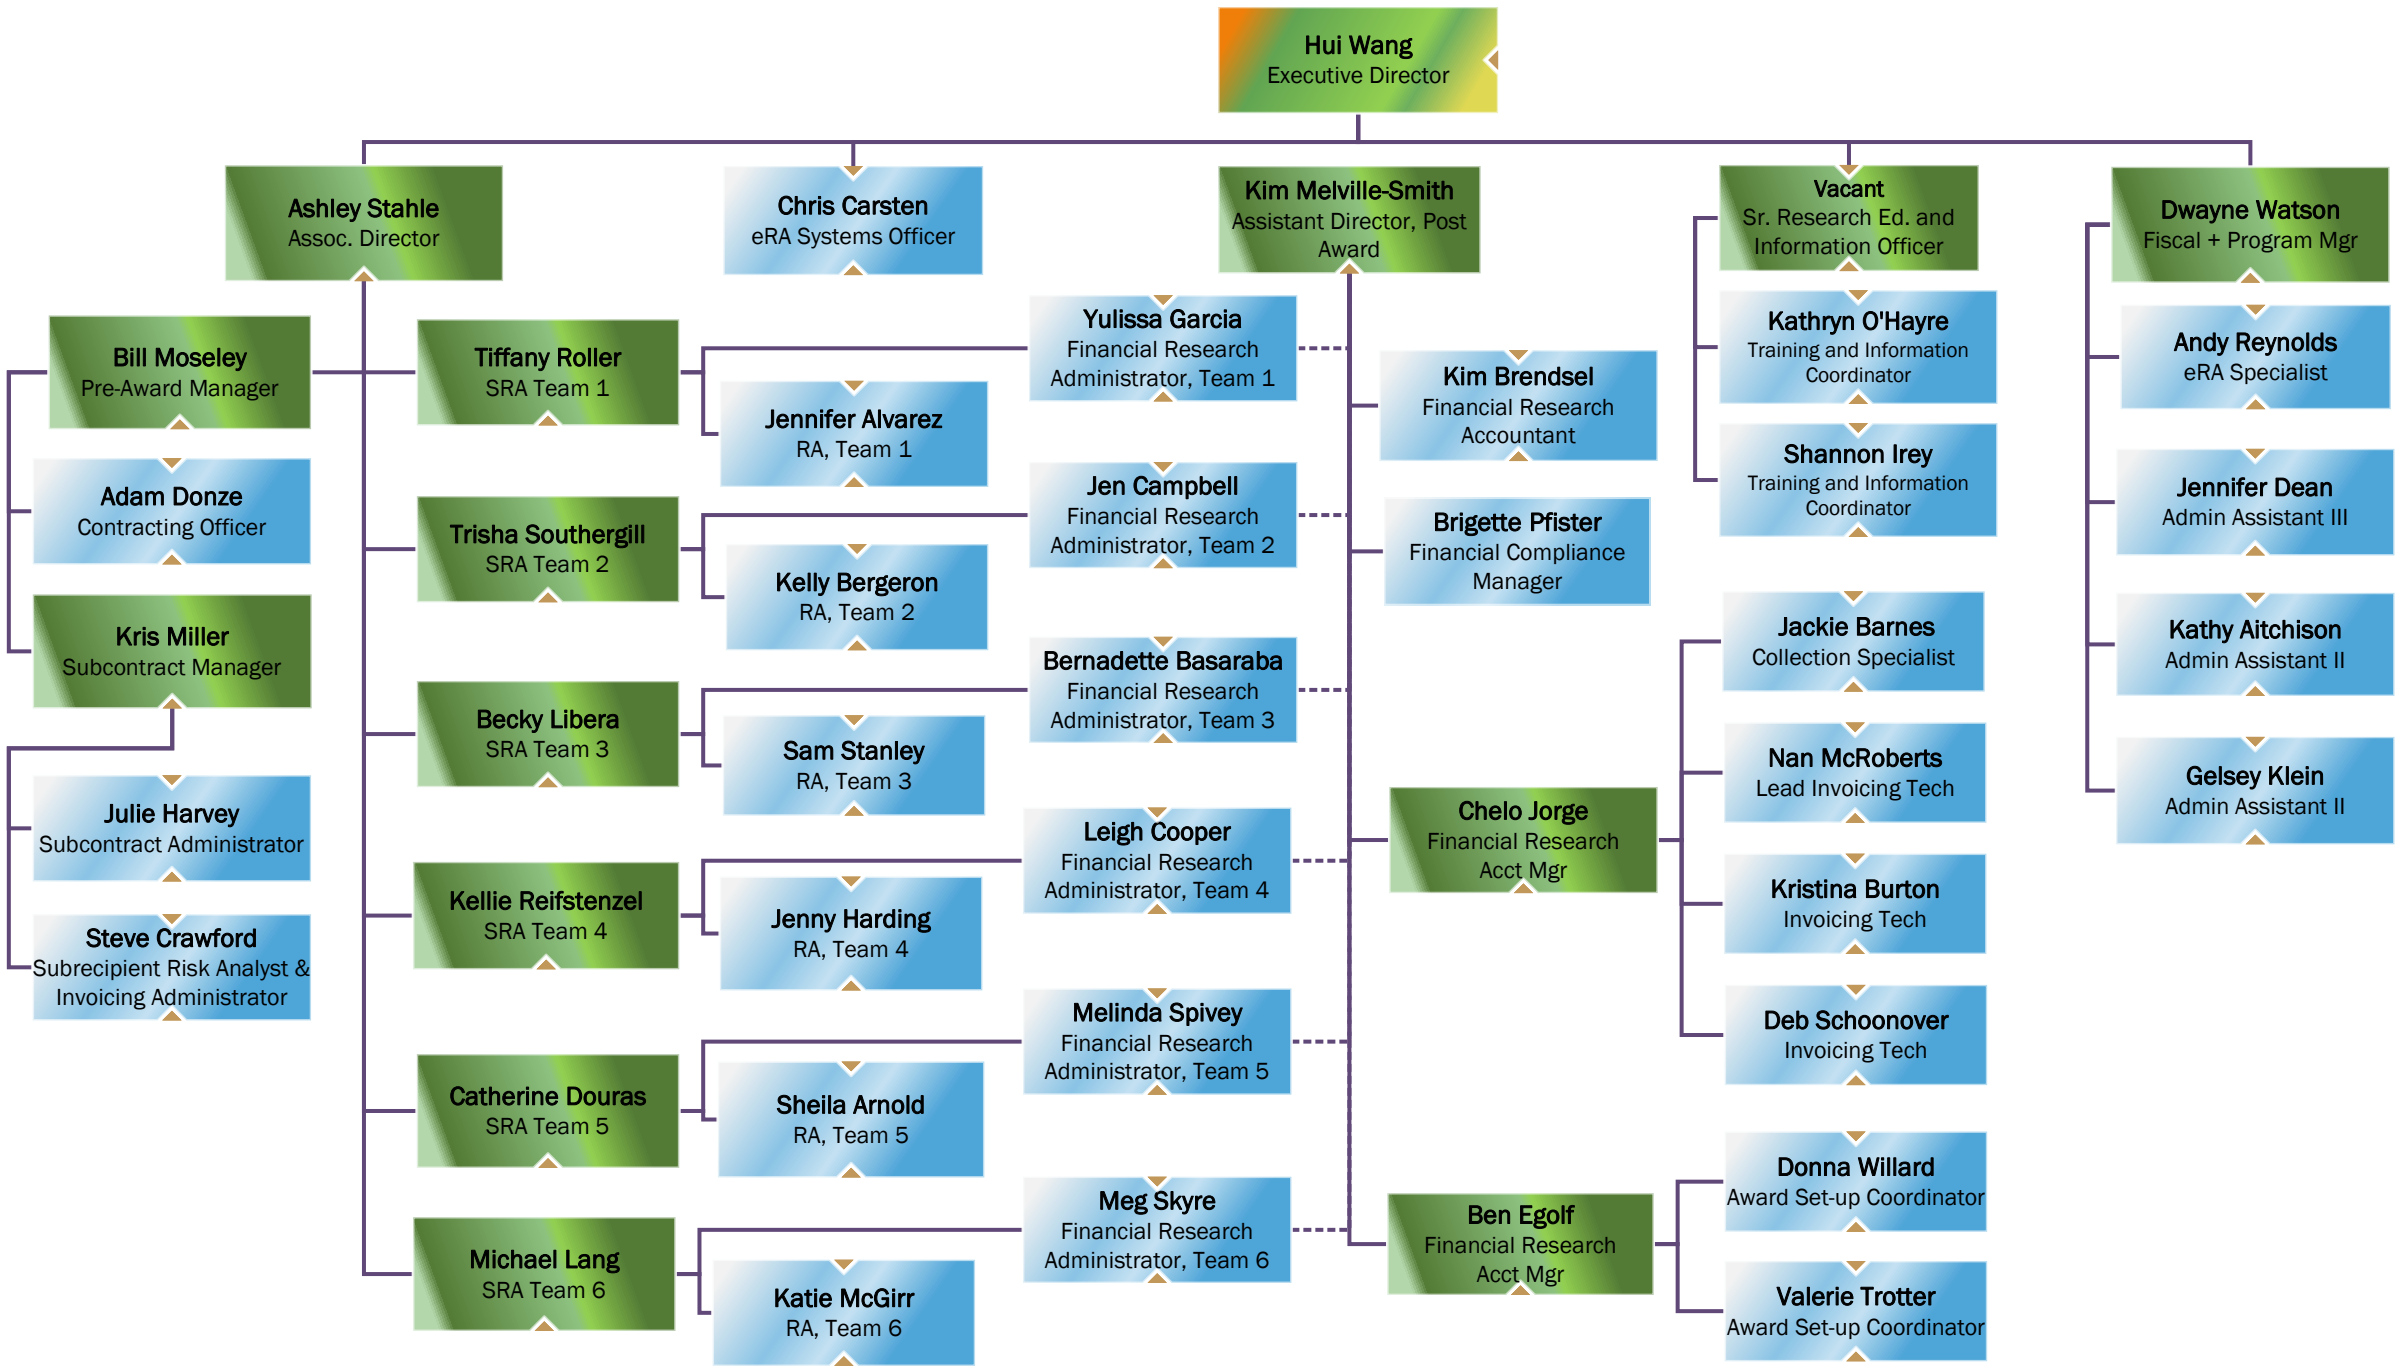 Hui Wang
Executive Director
Ashley Stahle
Assoc. Director
Chris Carsten
eRA Systems Officer
Kim Melville-Smith
Assistant Director, Post
Award
Vacant
Sr. Research Ed. and
Information Officer
Dwayne Watson
Fiscal + Program Mgr
Bill Moseley
Pre-Award Manager
Adam Donze
Contracting Officer
Kris Miller
Subcontract Manager
Julie Harvey
Subcontract Administrator
Steve Crawford
Subrecipient Risk Analyst &
Invoicing Administrator
Tiffany Roller
SRA Team 1
Yulissa Garcia
Financial Research
Administrator, Team 1
Jennifer Alvarez
RA, Team 1
Trisha Southergill
SRA Team 2
Jen Campbell
Financial Research
Administrator, Team 2
Kelly Bergeron
RA, Team 2
Becky Libera
SRA Team 3
Bernadette Basaraba
Financial Research
Administrator, Team 3
Sam Stanley
RA, Team 3
Kellie Reifstenzel
SRA Team 4
Leigh Cooper
Financial Research
Administrator, Team 4
Jenny Harding
RA, Team 4
Catherine Douras
SRA Team 5
Melinda Spivey
Financial Research
Administrator, Team 5
Sheila Arnold
RA, Team 5
Michael Lang
SRA Team 6
Meg Skyre
Financial Research
Administrator, Team 6
Katie McGirr
RA, Team 6
Kim Brendsel
Financial Research
Accountant
Brigette Pfister
Financial Compliance
Manager
Chelo Jorge
Financial Research
Acct Mgr
Ben Egolf
Financial Research
Acct Mgr
Kathryn O'Hayre
Training and Information
Coordinator
Shannon Irey
Training and Information
Coordinator
Jackie Barnes
Collection Specialist
Nan McRoberts
Lead Invoicing Tech
Kristina Burton
Invoicing Tech
Deb Schoonover
Invoicing Tech
Donna Willard
Award Set-up Coordinator
Valerie Trotter
Award Set-up Coordinator
Andy Reynolds
eRA Specialist
Jennifer Dean
Admin Assistant III
Kathy Aitchison
Admin Assistant II
Gelsey Klein
Admin Assistant II